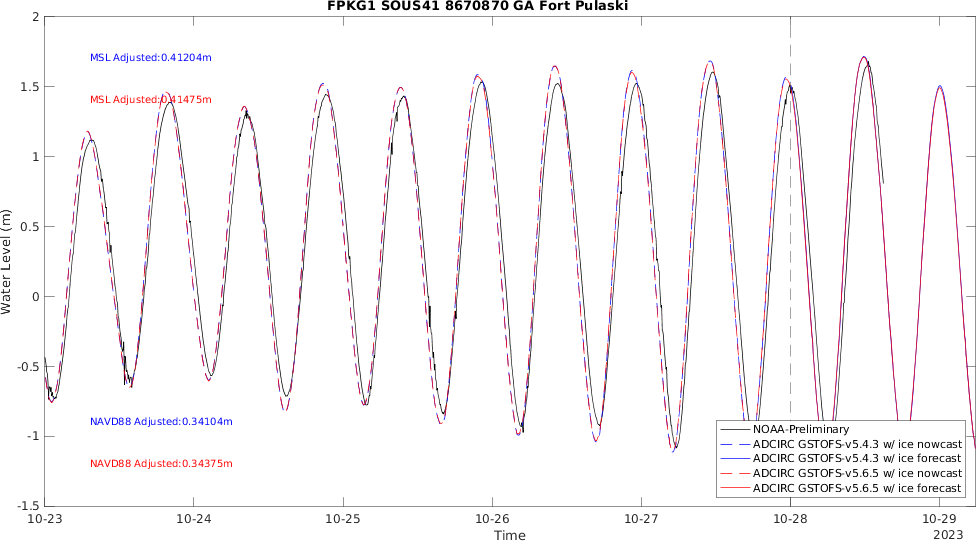 FPKG1 SOUS41 8670870 GA Fort Pulaski
2
1.5
1
0.5
0
-0.5
-1
-1.5
Water Level (m)
MSL Adjusted:0.41204m
MSL Adjusted:0.41475m
NAVD88 Adjusted:0.34104m
NAVD88 Adjusted:0.34375m
NOAA-Preliminary
ADCIRC GSTOFS-v5.4.3 w/ ice nowcast
ADCIRC GSTOFS-v5.4.3 w/ ice forecast
ADCIRC GSTOFS-v5.6.5 w/ ice nowcast
ADCIRC GSTOFS-v5.6.5 w/ ice forecast
10-23 10-24 10-25 10-26 10-27 10-28 10-29
Time
2023